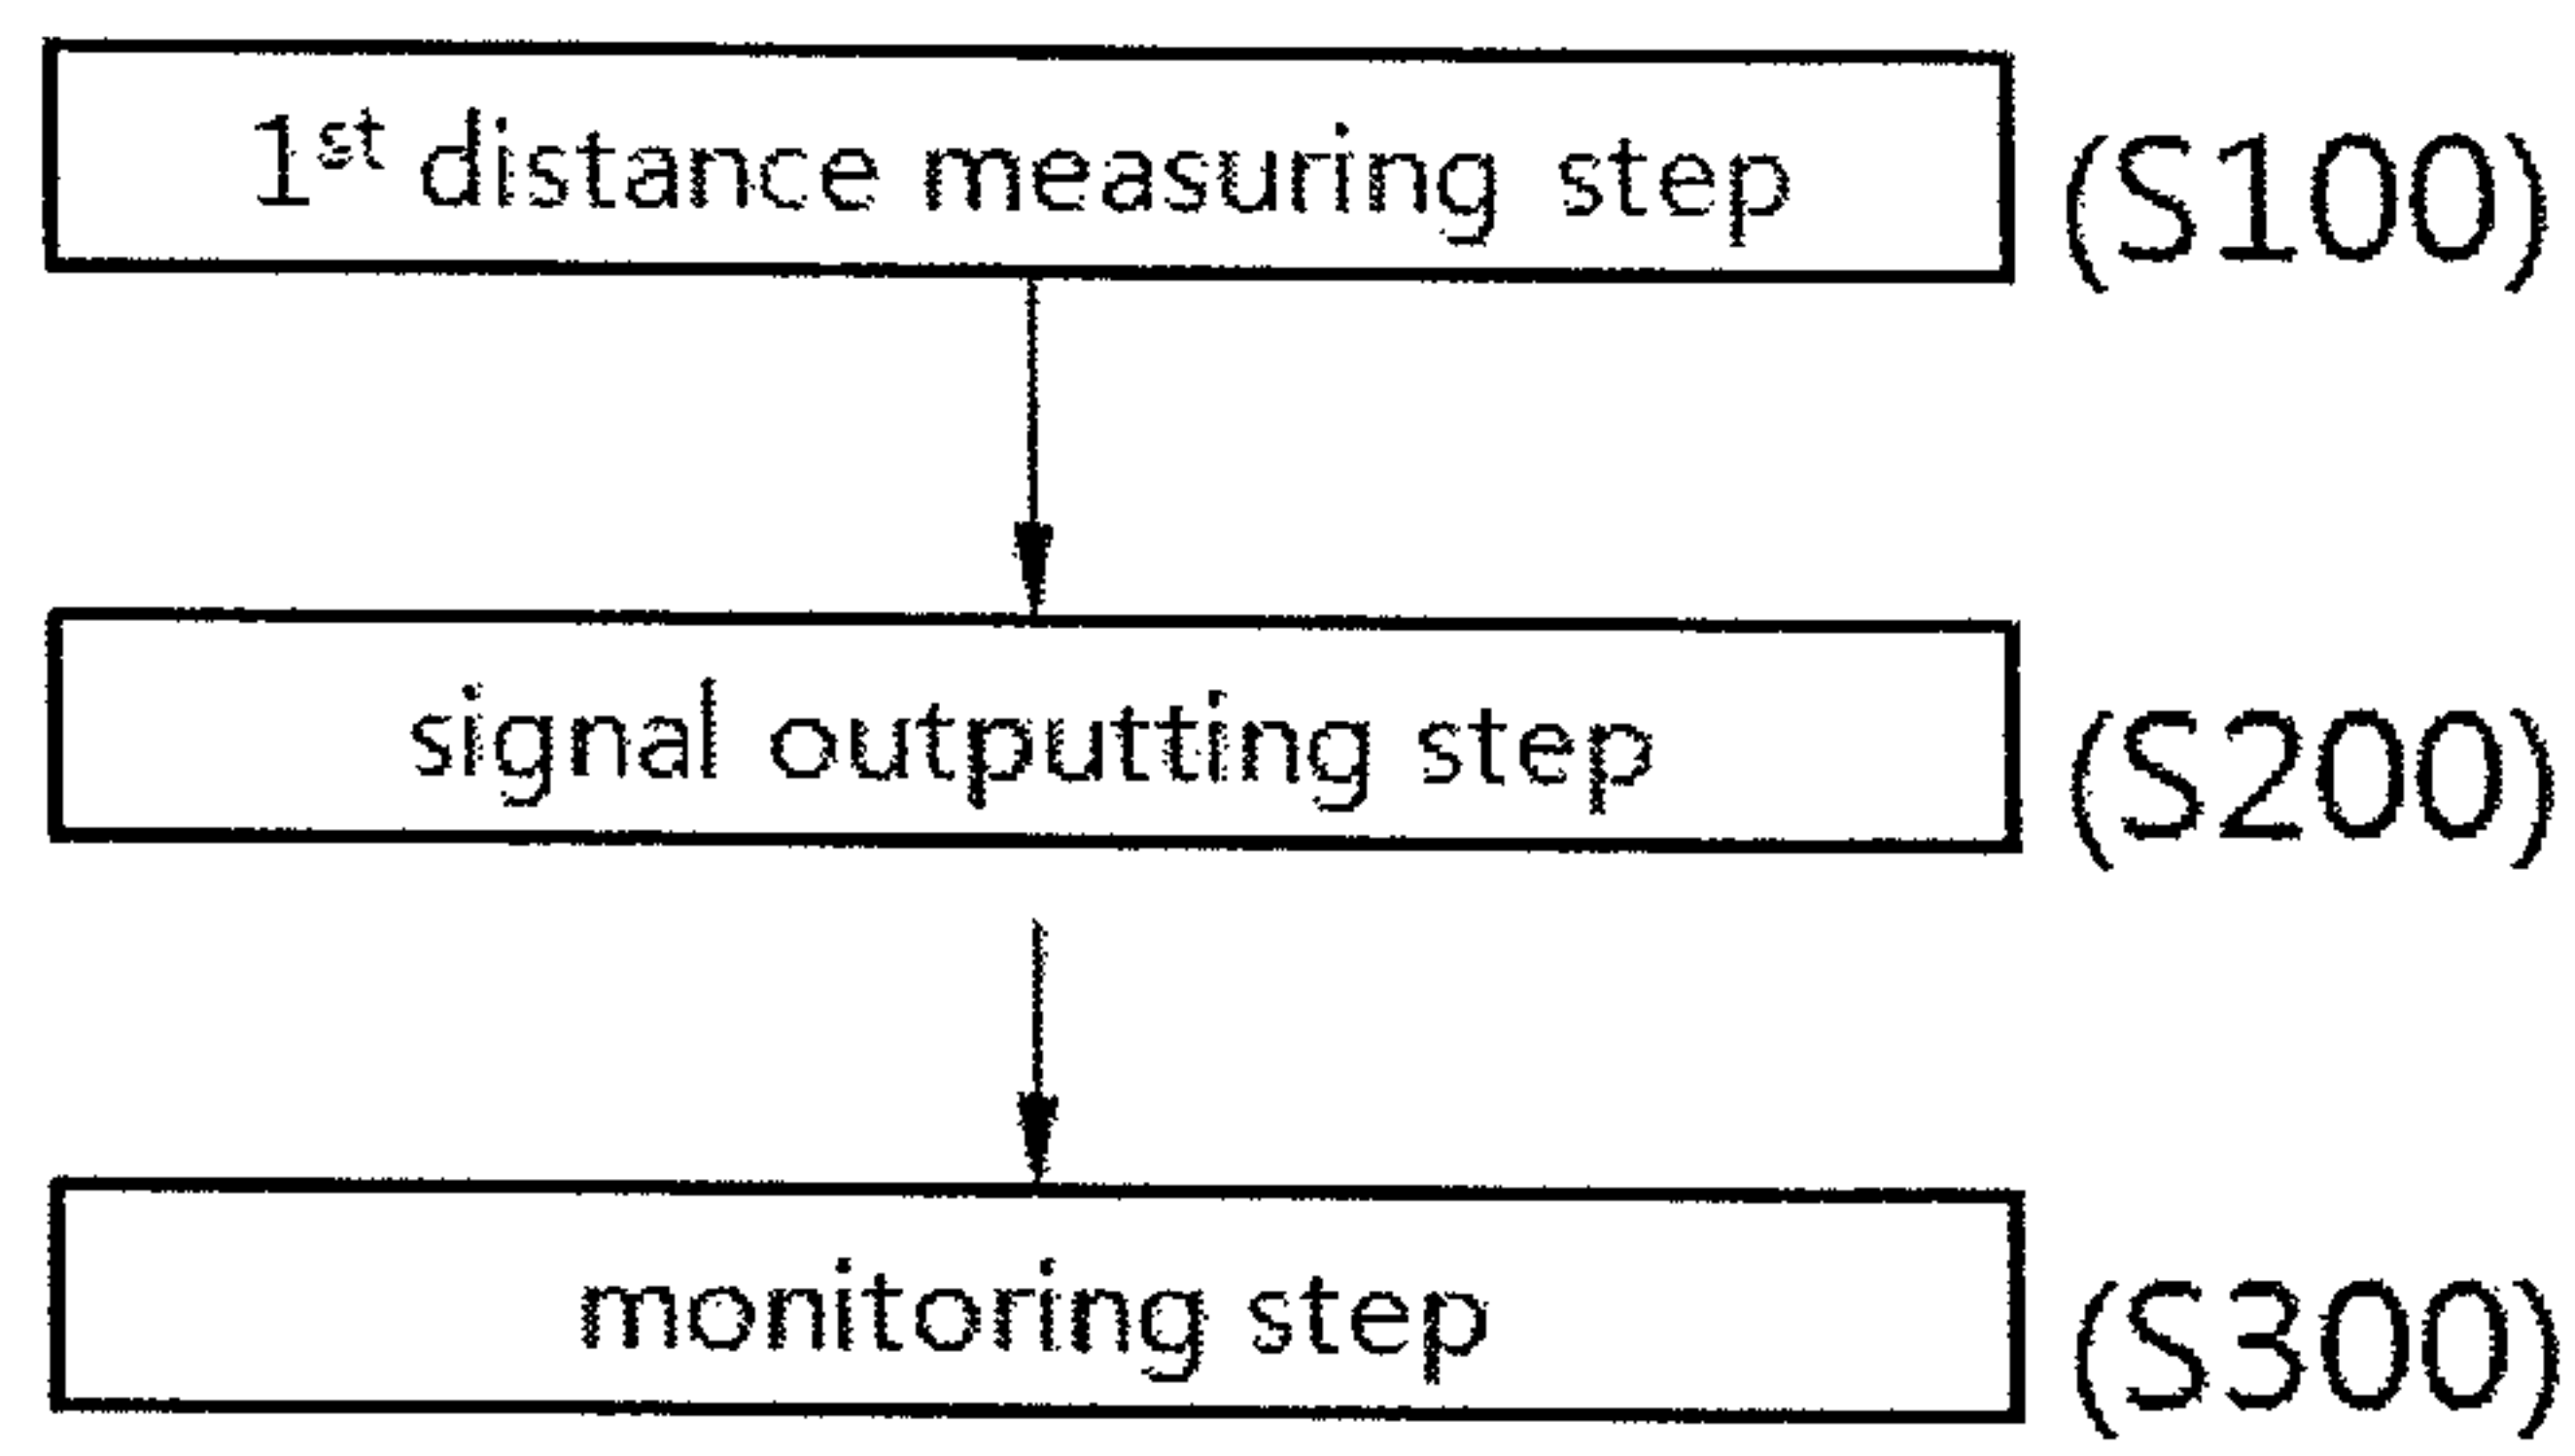 1st distance measuring step (S100)
signal outputting step (S200)
monitoring step (S300)